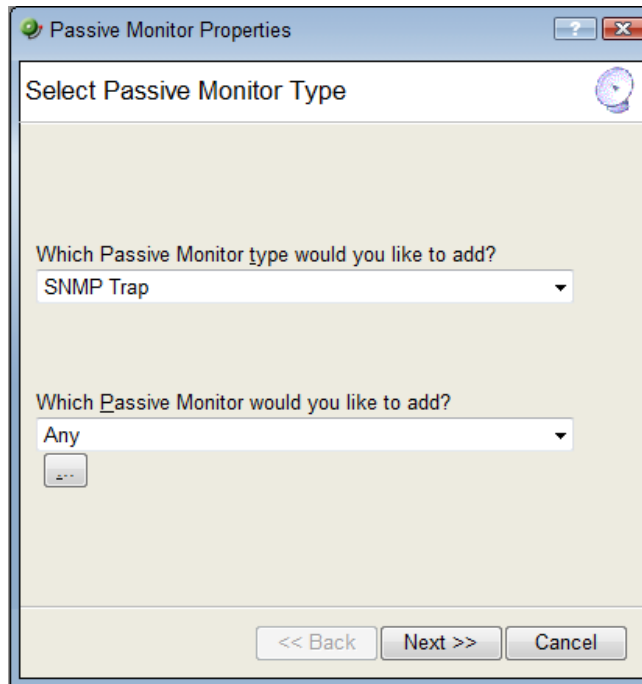 Passive Monitor Properties
?
Select Passive Monitor Type
Which Passive Monitor type would you like to add?
SNMP Trap
Which Passive Monitor would you like to add?
Any
...
<< Back Next >> Cancel